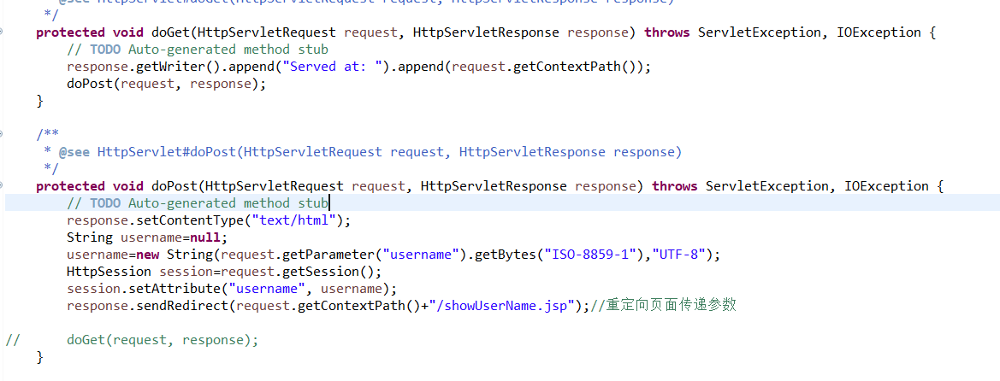 * @see HttpServlet#doGet(HttpServletRequest request, HttpServletResponse response)
*/
protected void doGet(HttpServletRequest request, HttpServletResponse response) throws ServletException, IOException {
// TODO Auto-generated method stub
response.getWriter().append("Served at: ").append(request.getContextPath());
doPost(request, response);
}
/**
* @see HttpServlet#doPost(HttpServletRequest request, HttpServletResponse response)
*/
protected void doPost(HttpServletRequest request, HttpServletResponse response) throws ServletException, IOException {
// TODO Auto-generated method stub
response.setContentType("text/html");
String username=null;
username=new String(request.getParameter("username").getBytes("ISO-8859-1"),"UTF-8");
HttpSession session=request.getSession();
session.setAttribute("username", username);
response.sendRedirect(request.getContextPath()+"/showUserName.jsp");//重定向页面传递参数
// doGet(request, response);
}